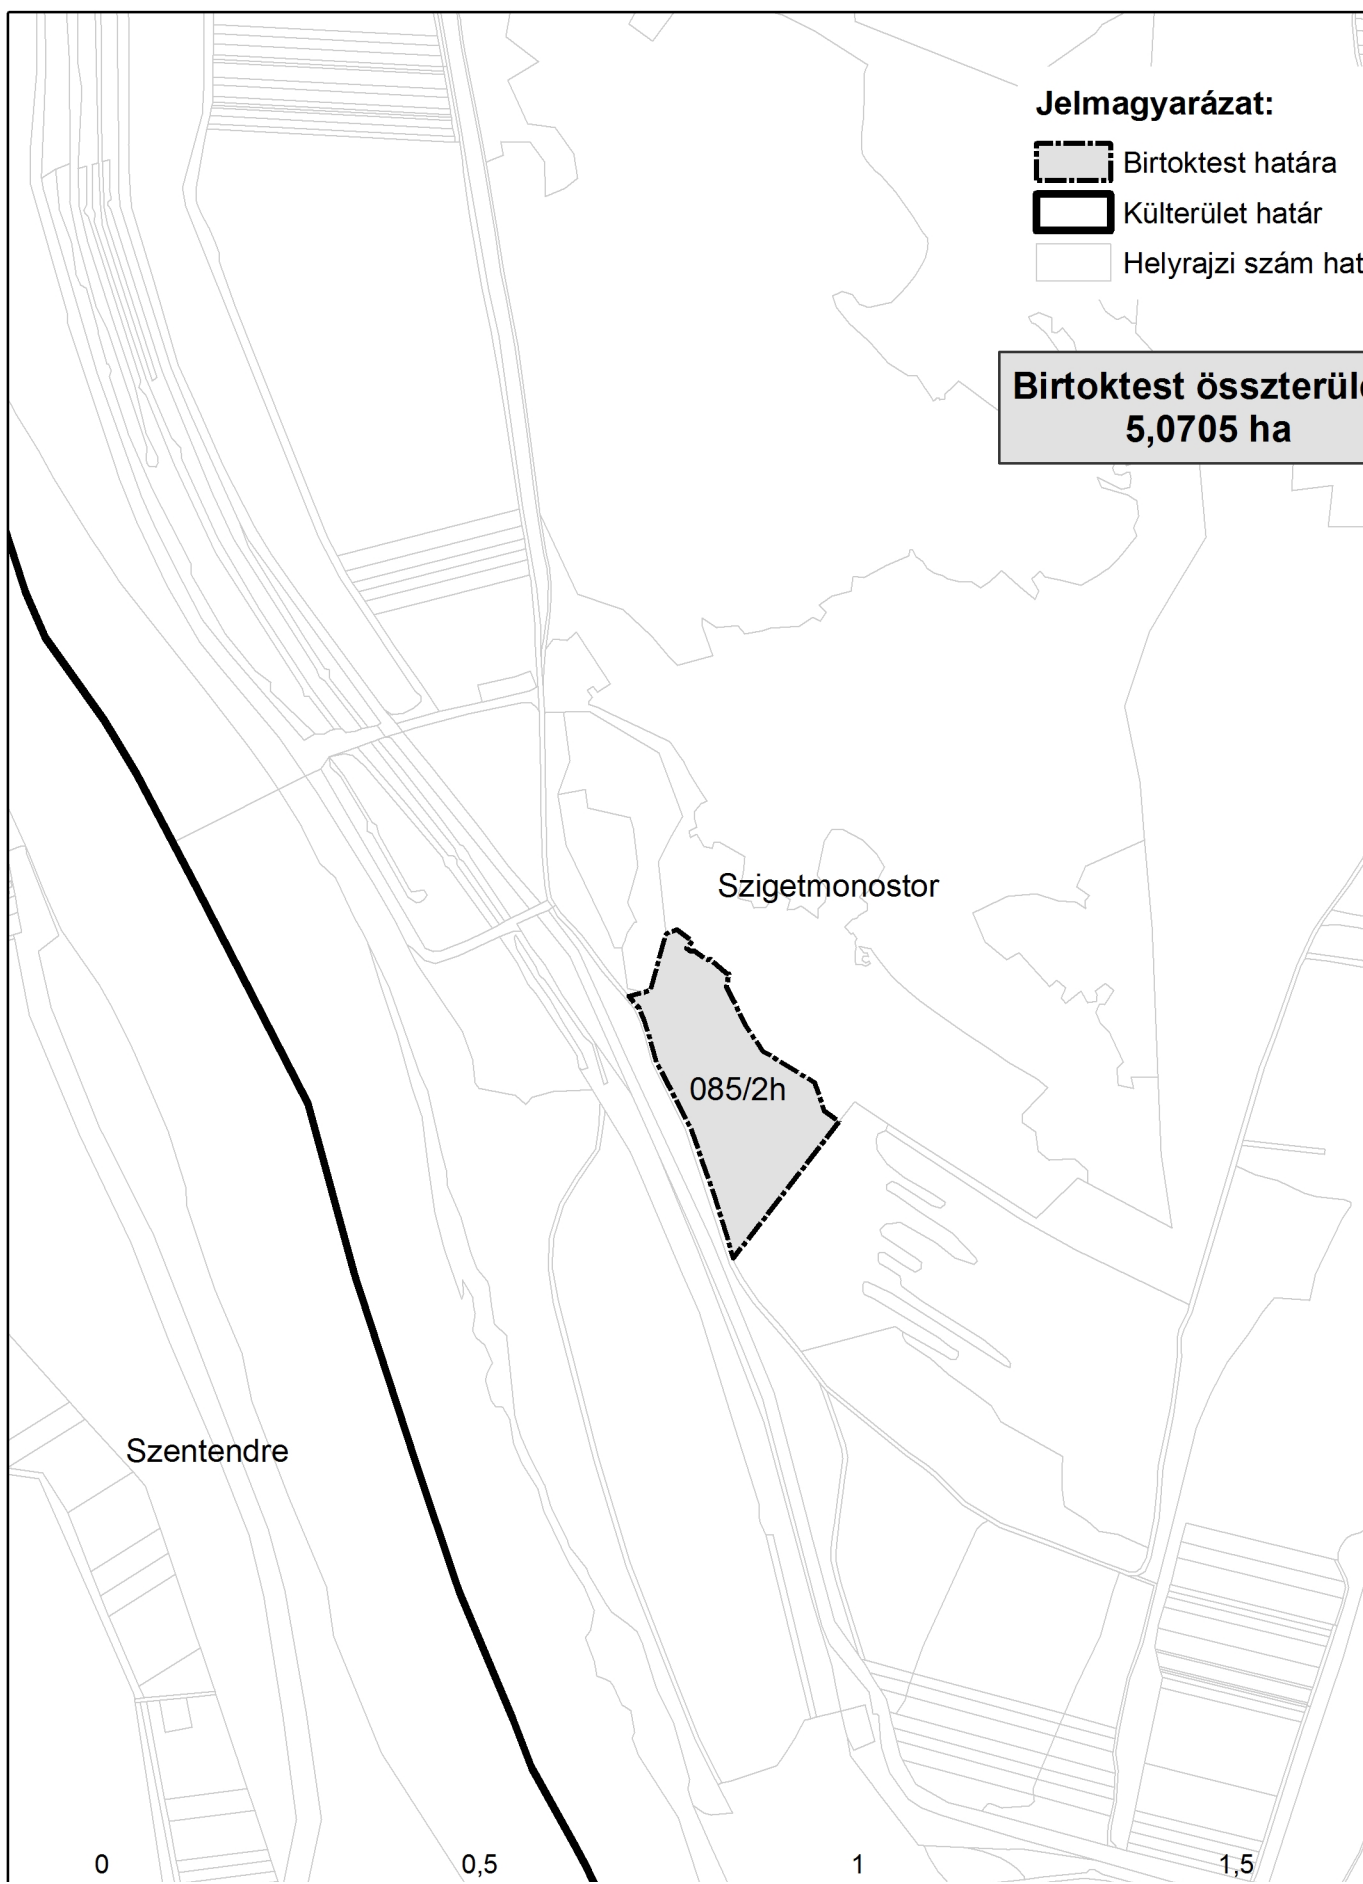 Jelmagyarázat:
Birtoktest határa
Külterület határ
Helyrajzi szám hat
Birtoktest összterül
5,0705 ha
Szigetmonostor
085/2h
Szentendre
0 0,5 1 1,5